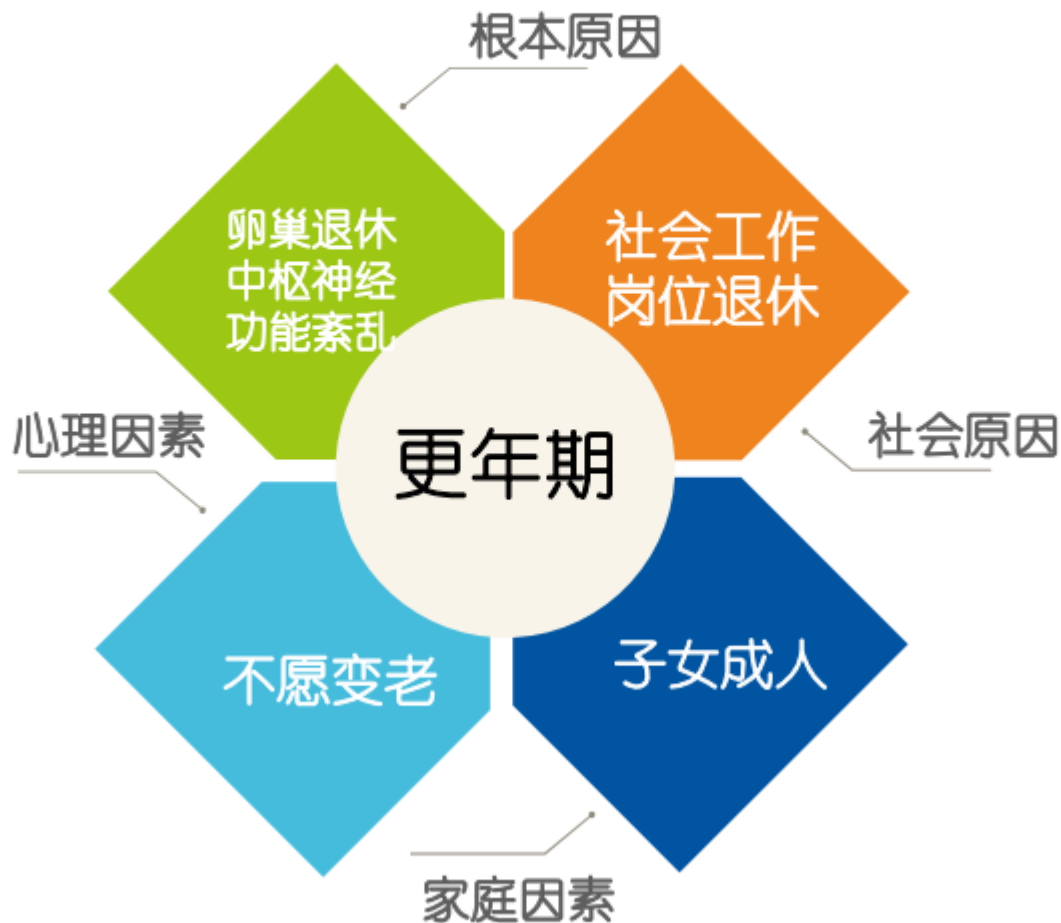 根本原因
卵巢退休
中枢神经
功能紊乱
社会工作
岗位退休
心理因素
更年期
社会原因
不愿变老
子女成人
家庭因素